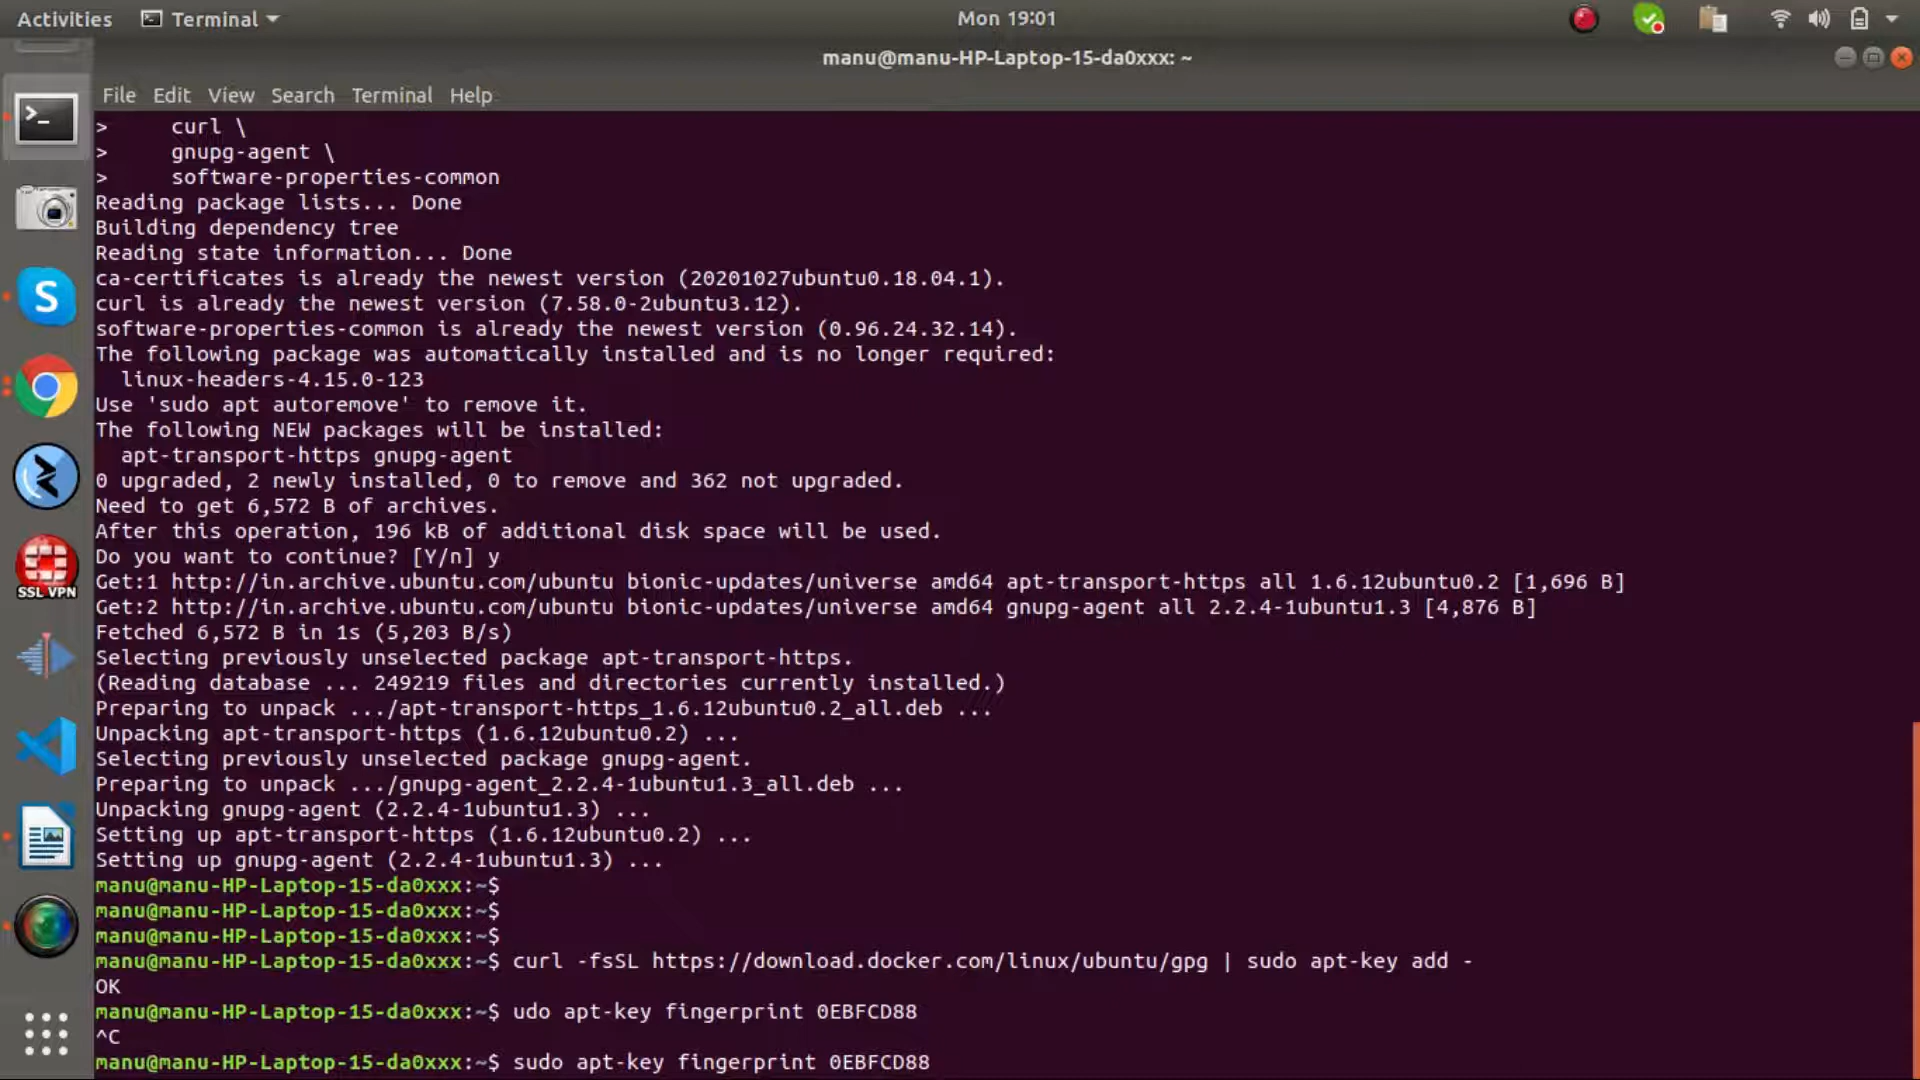 Activities
Terminal
Mon 19:01
manu@manu-HP-Laptop-15-da0xxx: ~
File Edit View Search Terminal Help
> curl \
> gnupg-agent \
> software-properties-common
Reading package lists... Done
Building dependency tree
Reading state information... Done
ca-certificates is already the newest version (20201027ubuntu0.18.04.1).
curl is already the newest version (7.58.0-2ubuntu3.12).
software-properties-common is already the newest version (0.96.24.32.14).
The following package was automatically installed and is no longer required:
linux-headers-4.15.0-123
Use 'sudo apt autoremove' to remove it.
The following NEW packages will be installed:
apt-transport-https gnupg-agent
0 upgraded, 2 newly installed, 0 to remove and 362 not upgraded.
Need to get 6,572 B of archives.
After this operation, 196 kB of additional disk space will be used.
Do you want to continue? [Y/n] y
Get:1 http://in.archive.ubuntu.com/ubuntu bionic-updates/universe amd64 apt-transport-https all 1.6.12ubuntu0.2 [1,696 B]
Get:2 http://in.archive.ubuntu.com/ubuntu bionic-updates/universe amd64 gnupg-agent all 2.2.4-1ubuntu1.3 [4,876 B]
Fetched 6,572 B in 1s (5,203 B/s)
Selecting previously unselected package apt-transport-https.
(Reading database ... 249219 files and directories currently installed.)
Preparing to unpack .../apt-transport-https_1.6.12ubuntu0.2_all.deb ...
Unpacking apt-transport-https (1.6.12ubuntu0.2) ...
Selecting previously unselected package gnupg-agent.
Preparing to unpack .../gnupg-agent_2.2.4-1ubuntu1.3_all.deb ...
Unpacking gnupg-agent (2.2.4-1ubuntu1.3) ...
Setting up apt-transport-https (1.6.12ubuntu0.2) ...
Setting up gnupg-agent (2.2.4-1ubuntu1.3) ...
manu@manu-HP-Laptop-15-da0xxx:~$
manu@manu-HP-Laptop-15-da0xxx:~$
manu@manu-HP-Laptop-15-da0xxx:~$
manu@manu-HP-Laptop-15-da0xxx:~$ curl -fsSL https://download.docker.com/linux/ubuntu/gpg | sudo apt-key add -
OK
manu@manu-HP-Laptop-15-da0xxx:~$ udo apt-key fingerprint 0EBFCD88
^C
manu@manu-HP-Laptop-15-da0xxx:~$ sudo apt-key fingerprint 0EBFCD88
S
SSL VPN